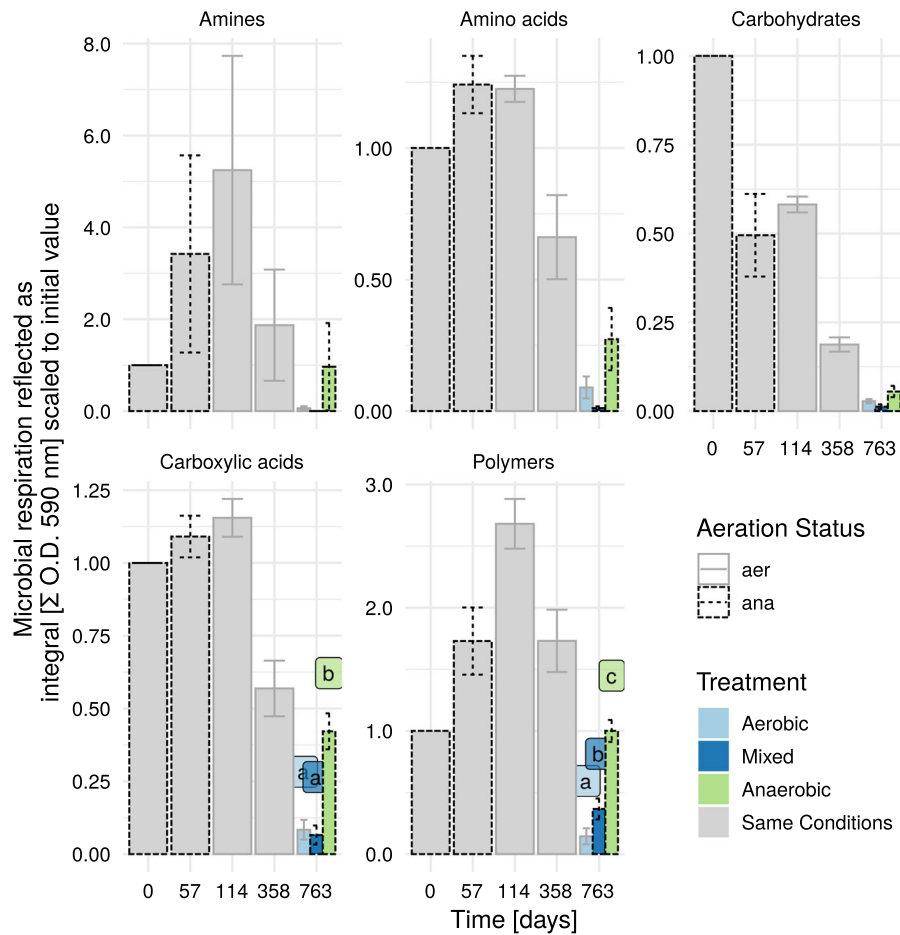 Amines
Amino acids
Carbohydrates
8.0
6.0
4.0
2.0
0.0
1.00
0.50
0.00
1.00
0.75
0.50
0.25
0.00
0 57 114 358 763
Microbial respiration reflected as
integral [Σ O.D. 590 nm] scaled to initial value
Carboxylic acids
Polymers
1.25
1.00
0.75
0.50
0.25
0.00
b
a
a
0 57 114 358 763
3.0
2.0
1.0
0.0
c
b
a
0 57 114 358 763
Time [days]
Aeration Status
aer
ana
Treatment
Aerobic
Mixed
Anaerobic
Same Conditions